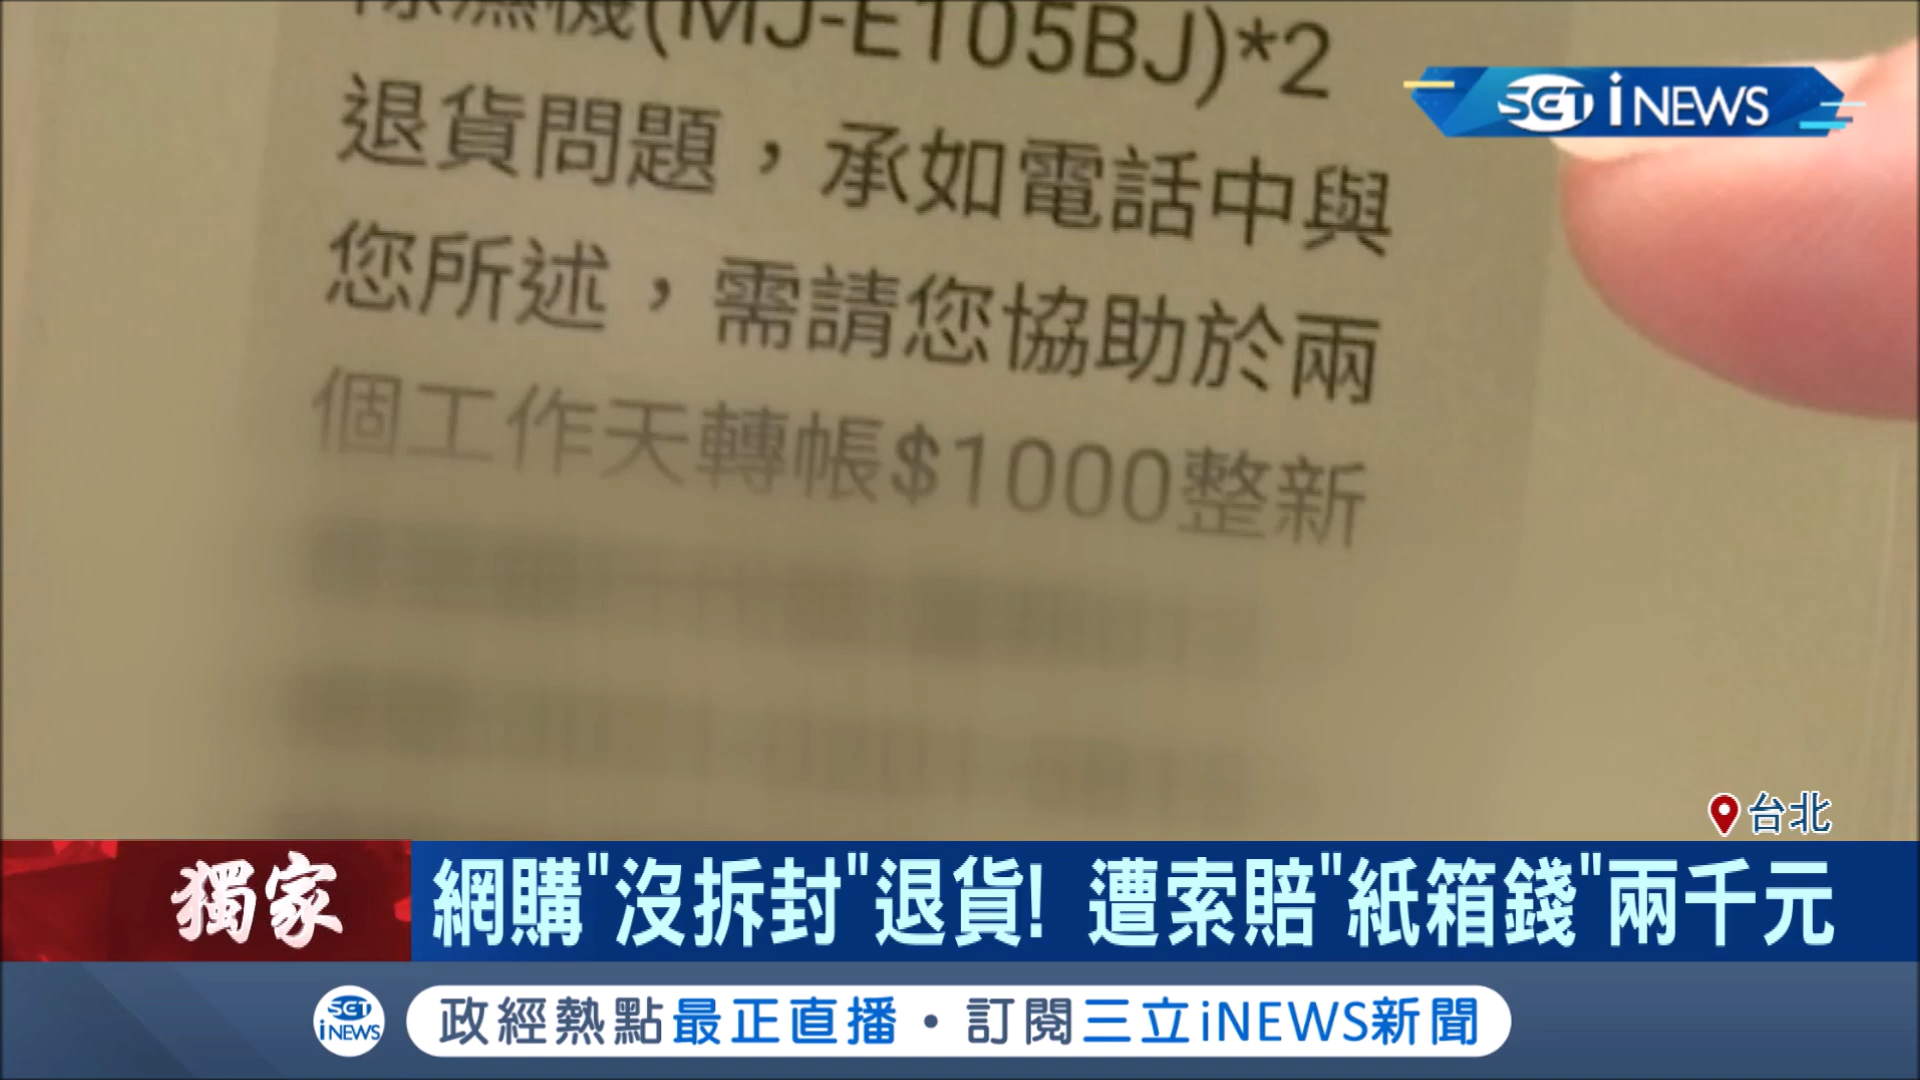 除濕機(MJ-E105BJ)*2
退貨問題，承如電話中與
您所述，需請您協助於兩
個工作天轉帳$1000整新
SET iNEWS
台北
獨家
網購"沒拆封"退貨! 遭索賠"紙箱錢"兩千元
SET iNEWS
政經熱點最正直播・訂閱三立iNEWS新聞